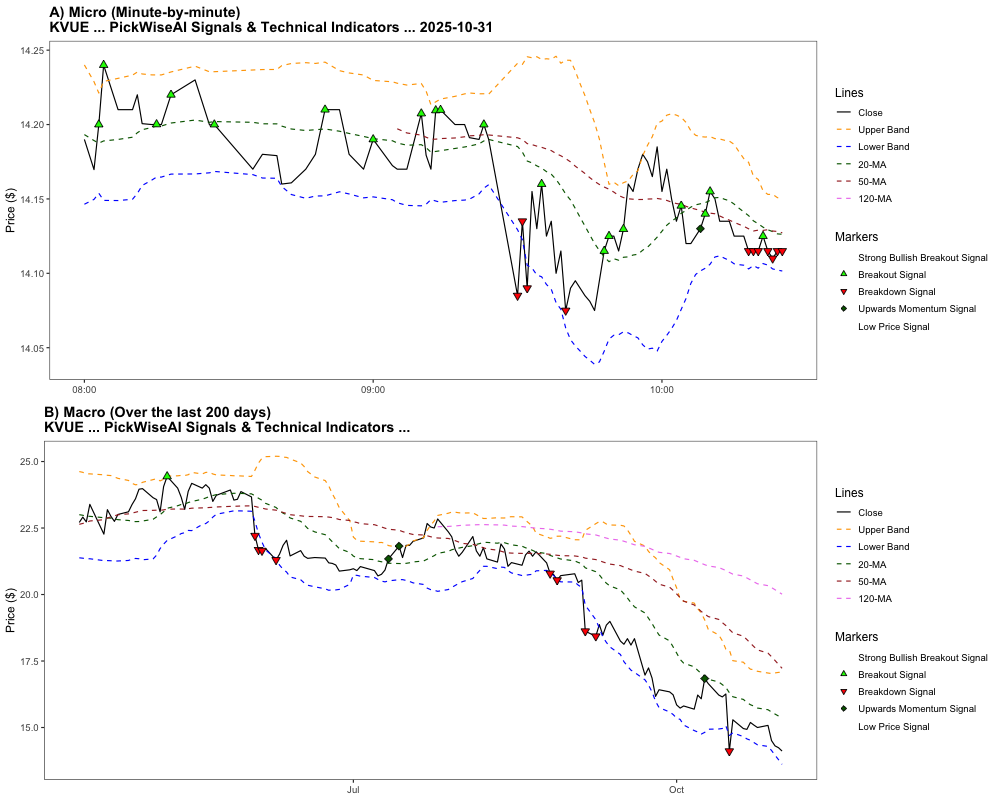 A) Micro (Minute-by-minute)
KVUE ... PickWiseAI Signals & Technical Indicators ... 2025-10-31
14.25
14.20
14.15
14.10
14.05
Price ($)
08:00 09:00 10:00
Lines
Close
Upper Band
Lower Band
20-MA
50-MA
120-MA
Markers
Strong Bullish Breakout Signal
Breakout Signal
Breakdown Signal
Upwards Momentum Signal
Low Price Signal
B) Macro (Over the last 200 days)
KVUE ... PickWiseAI Signals & Technical Indicators ...
25.0
22.5
20.0
17.5
15.0
Price ($)
Jul Oct
Lines
Close
Upper Band
Lower Band
20-MA
50-MA
120-MA
Markers
Strong Bullish Breakout Signal
Breakout Signal
Breakdown Signal
Upwards Momentum Signal
Low Price Signal